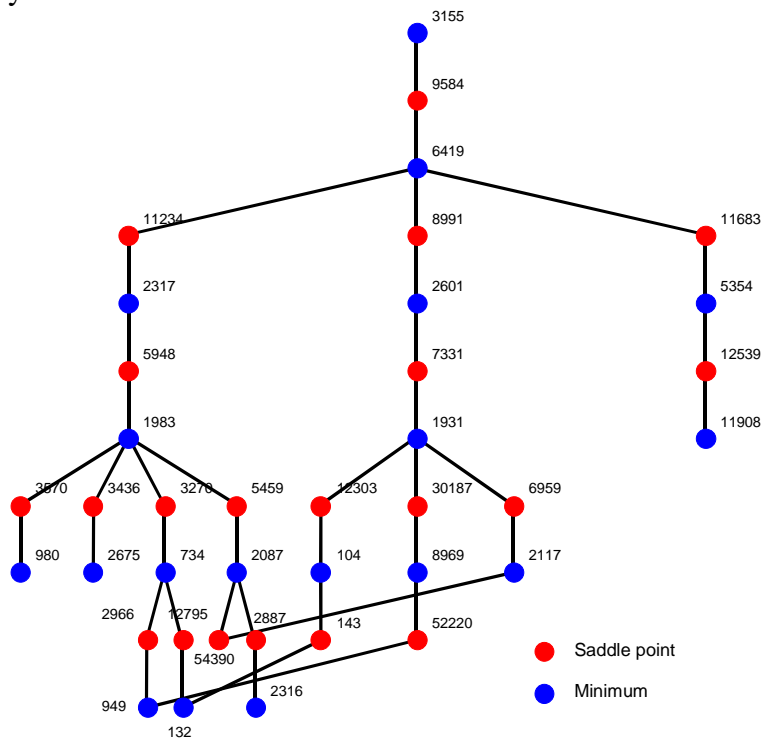 y
3155
9584
6419
11234 8991 11683
2317 2601 5354
5948 7331 12539
1983 1931 11908
3570 3436 3270 5459 12303 30187 6959
980 2675 734 2087 104 8969 2117
2966 12795 2887 143 52220
54390
Saddle point
949 2316 Minimum
132